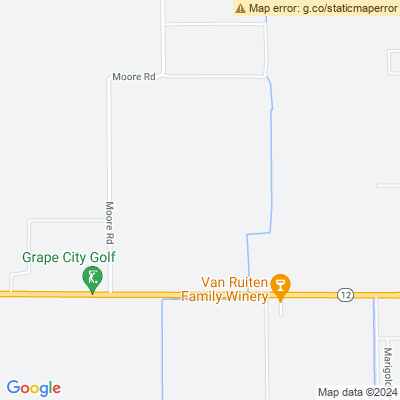 Map error: g.co/staticmaperror
Moore Rd
Moore Rd
Grape City Golf
Van Ruiten
Family Winery
12
Google
Map data ©2024